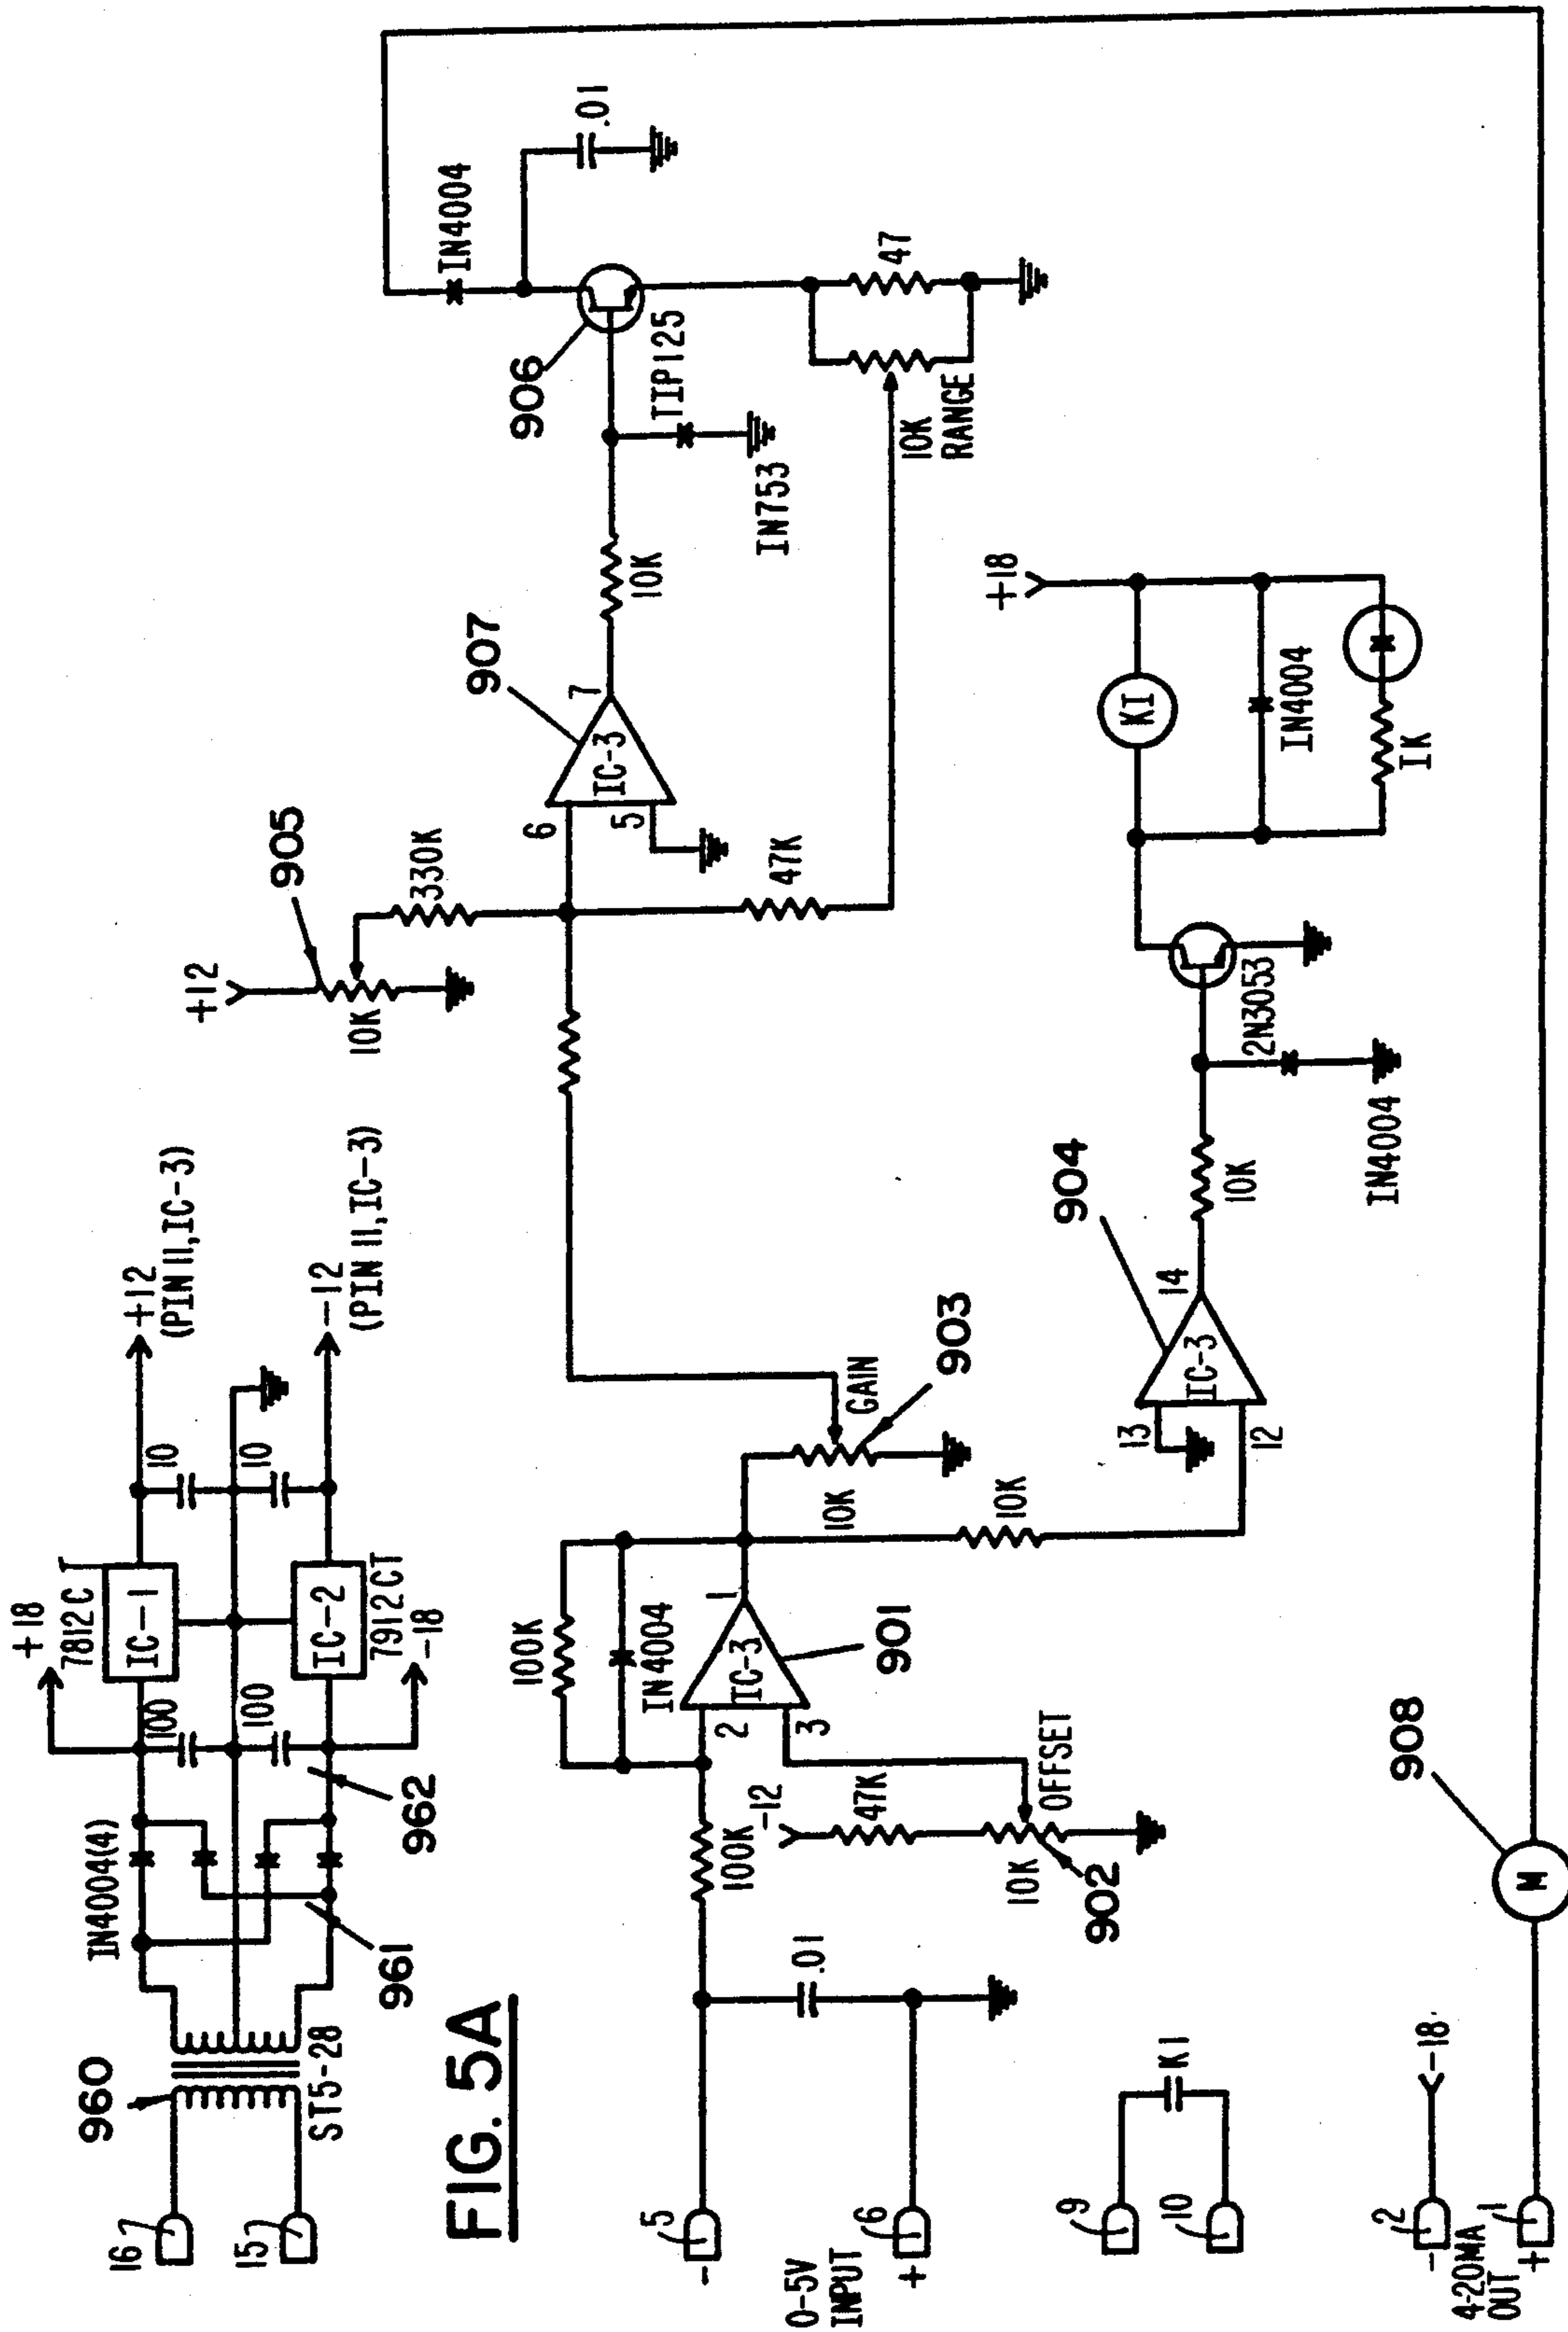 FIG. 5A
960
16
15
ST5-28
961
IN4004(4)
962
100
100
+18
7812CT
IC-1
IC-2
7912CT
-18
10
10
+12
(PIN 11, IC-3)
-12
(PIN 11, IC-3)
5
-
0-5V
INPUT
6
+
.01
100K
-12
47K
10K
OFFSET
902
100K
IN4004
2
3
IC-3
1
901
10K
GAIN
903
10K
13
12
IC-3
14
904
10K
IN4004
2N3053
K1
IN4004
1K
+18
905
+12
10K
330K
47K
6
5
IC-3
7
907
10K
IN753
TIP125
906
IN4004
.01
10K
RANGE
47
9
10
K1
2
-
-18
4-20MA
OUT
1
+
M
908